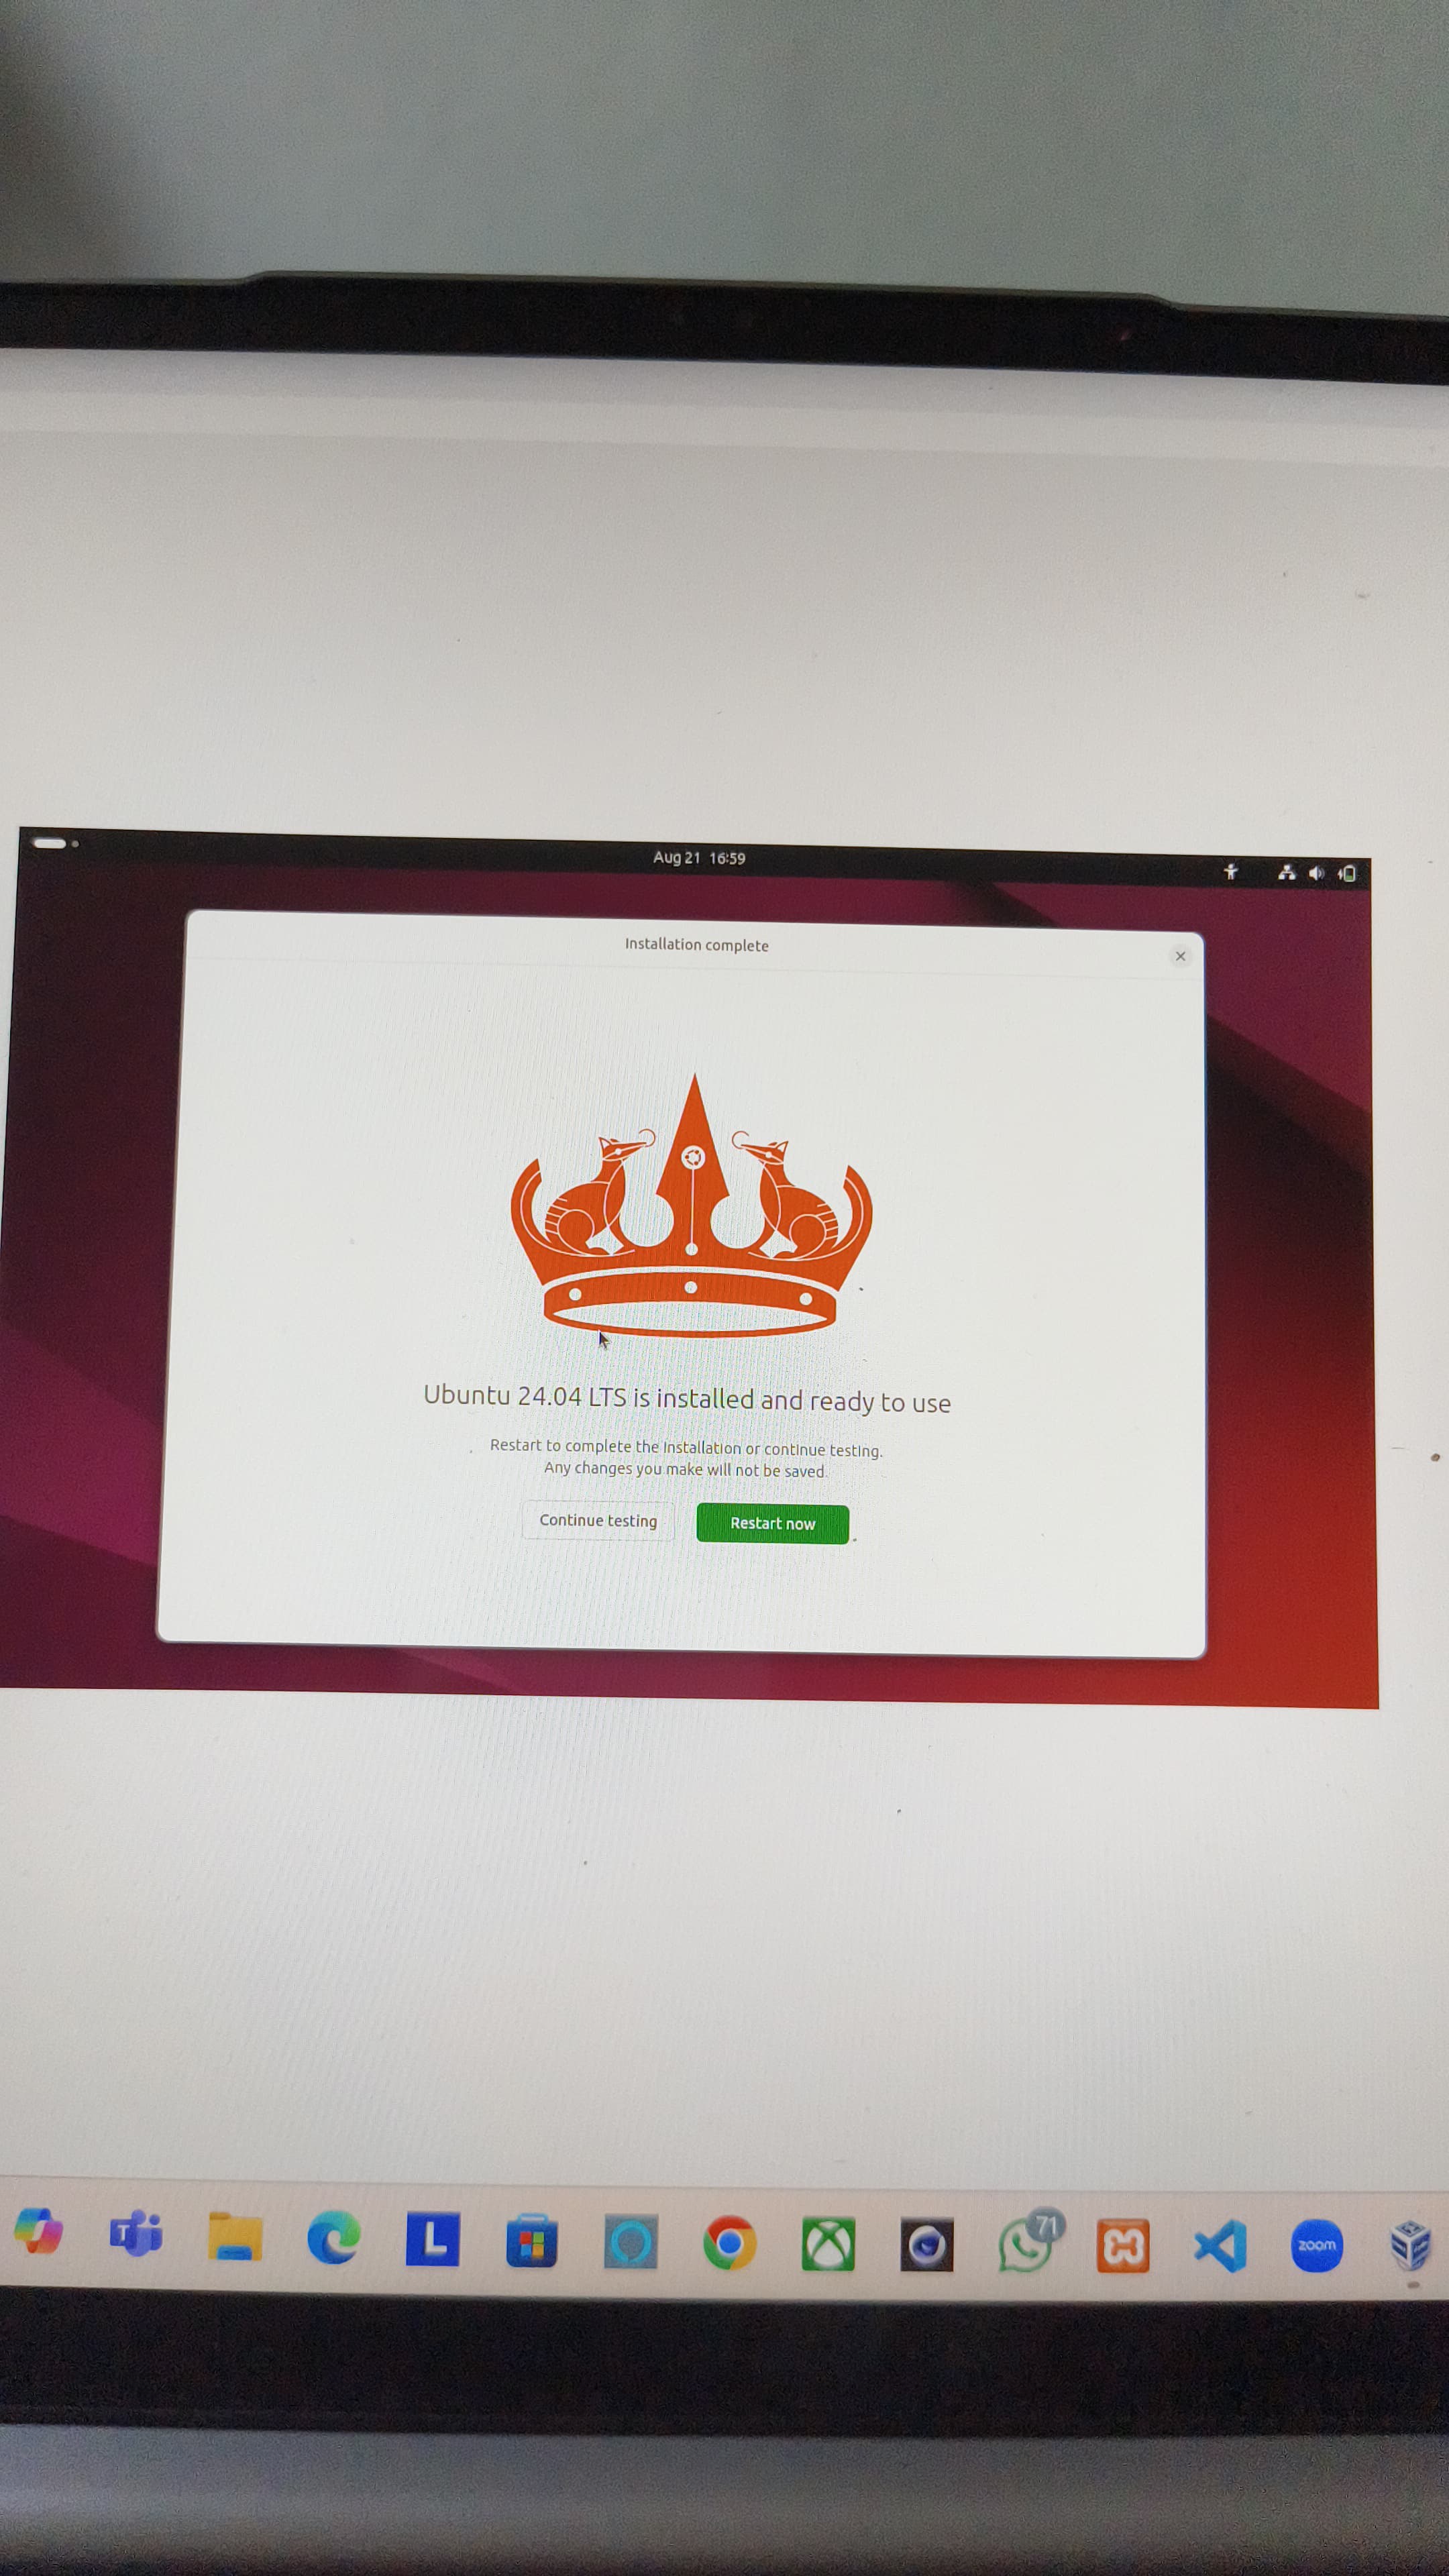 Aug 21 16:59
Installation complete
Ubuntu 24.04 LTS is installed and ready to use
Restart to complete the installation or continue testing.
Any changes you make will not be saved.
Continue testing
Restart now
T
L
71
zoom